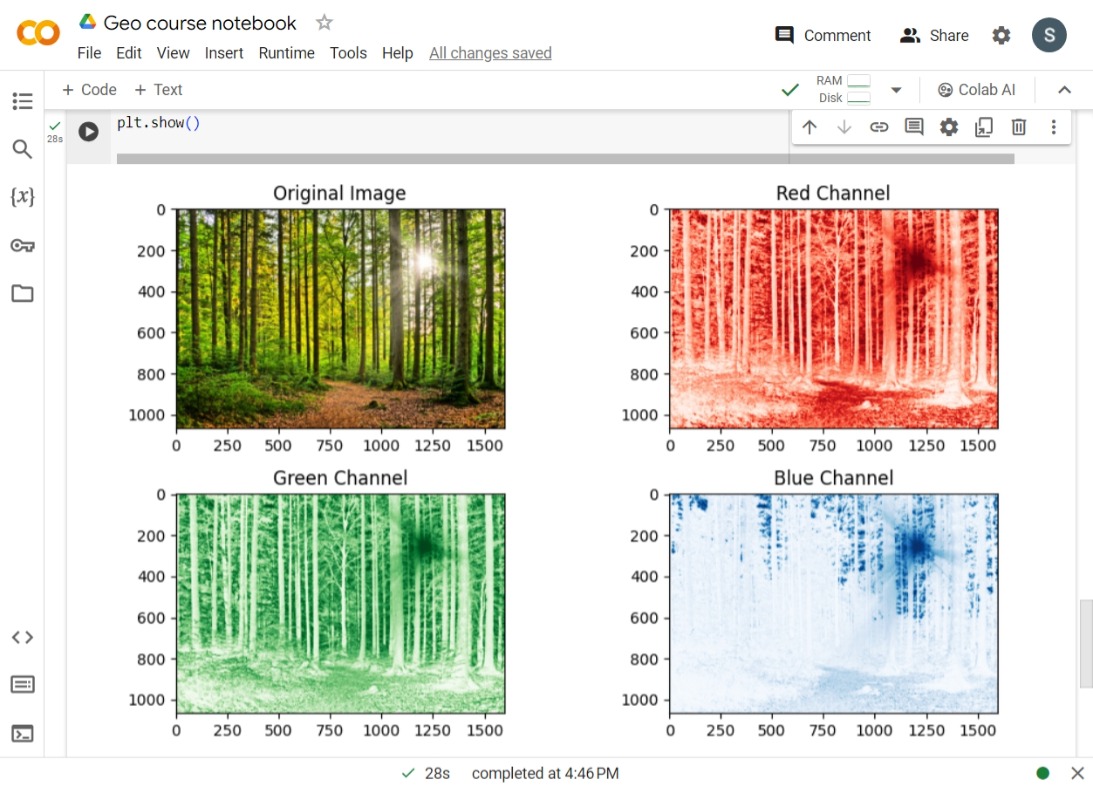 Geo course notebook
File Edit View Insert Runtime Tools Help All changes saved
Comment Share S
+ Code + Text
RAM
Disk
Colab AI
28s
plt.show()
{x}
Original Image
0
200
400
600
800
1000
0 250 500 750 1000 1250 1500
Red Channel
0
200
400
600
800
1000
0 250 500 750 1000 1250 1500
Green Channel
0
200
400
600
800
1000
0 250 500 750 1000 1250 1500
Blue Channel
0
200
400
600
800
1000
0 250 500 750 1000 1250 1500
28s completed at 4:46 PM